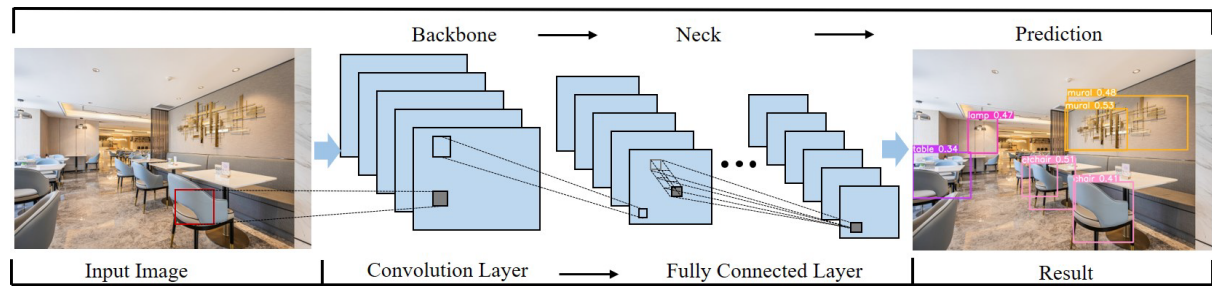 Backbone
Neck
Prediction
mural 0.48
mural 0.53
lamp 0.47
table 0.34
chair 0.51
chair 0.41
Input Image
Convolution Layer
Fully Connected Layer
Result